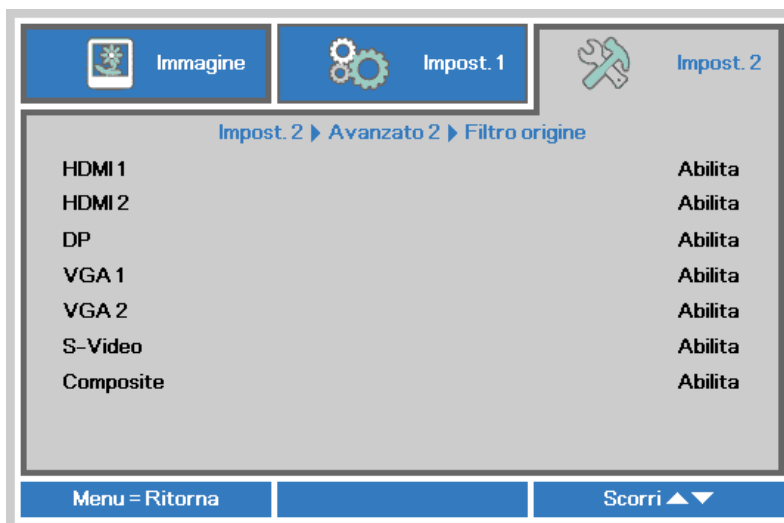 Immagine Impost. 1 Impost. 2
Impost. 2 ▶ Avanzato 2 ▶ Filtro origine
HDMI 1 Abilita
HDMI 2 Abilita
DP Abilita
VGA 1 Abilita
VGA 2 Abilita
S-Video Abilita
Composite Abilita
Menu = Ritorna Scorri ▲▼